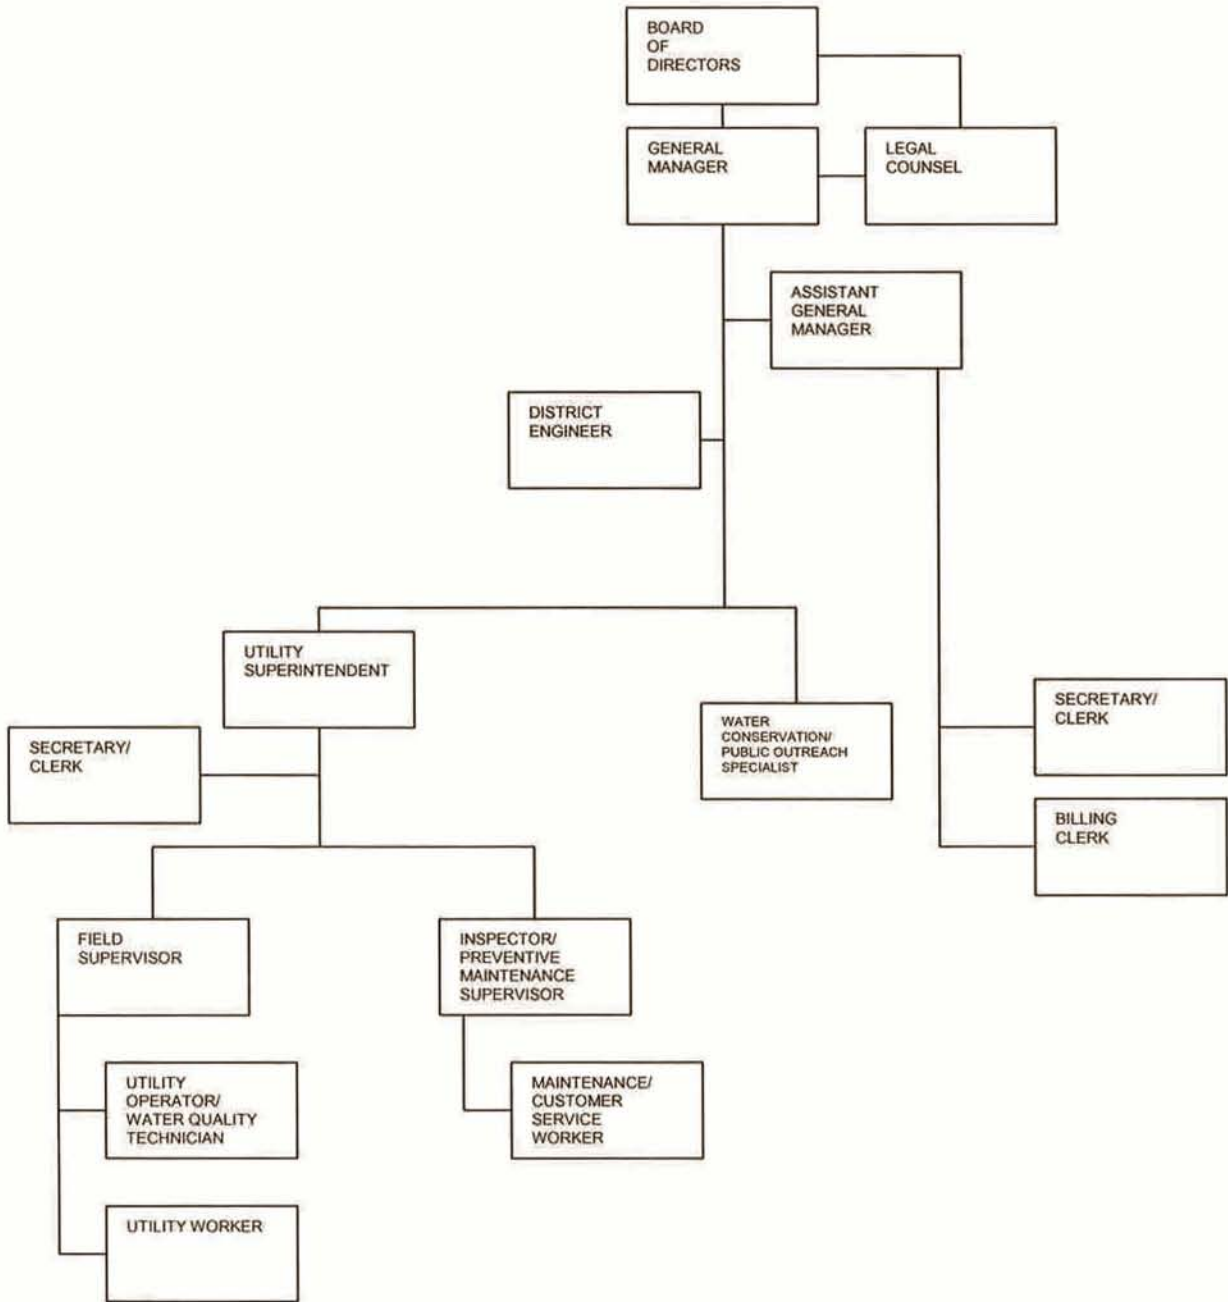 BOARD
OF
DIRECTORS
GENERAL
MANAGER
LEGAL
COUNSEL
ASSISTANT
GENERAL
MANAGER
DISTRICT
ENGINEER
UTILITY
SUPERINTENDENT
WATER
CONSERVATION/
PUBLIC OUTREACH
SPECIALIST
SECRETARY/
CLERK
SECRETARY/
CLERK
BILLING
CLERK
FIELD
SUPERVISOR
INSPECTOR/
PREVENTIVE
MAINTENANCE
SUPERVISOR
UTILITY
OPERATOR/
WATER QUALITY
TECHNICIAN
MAINTENANCE/
CUSTOMER
SERVICE
WORKER
UTILITY WORKER